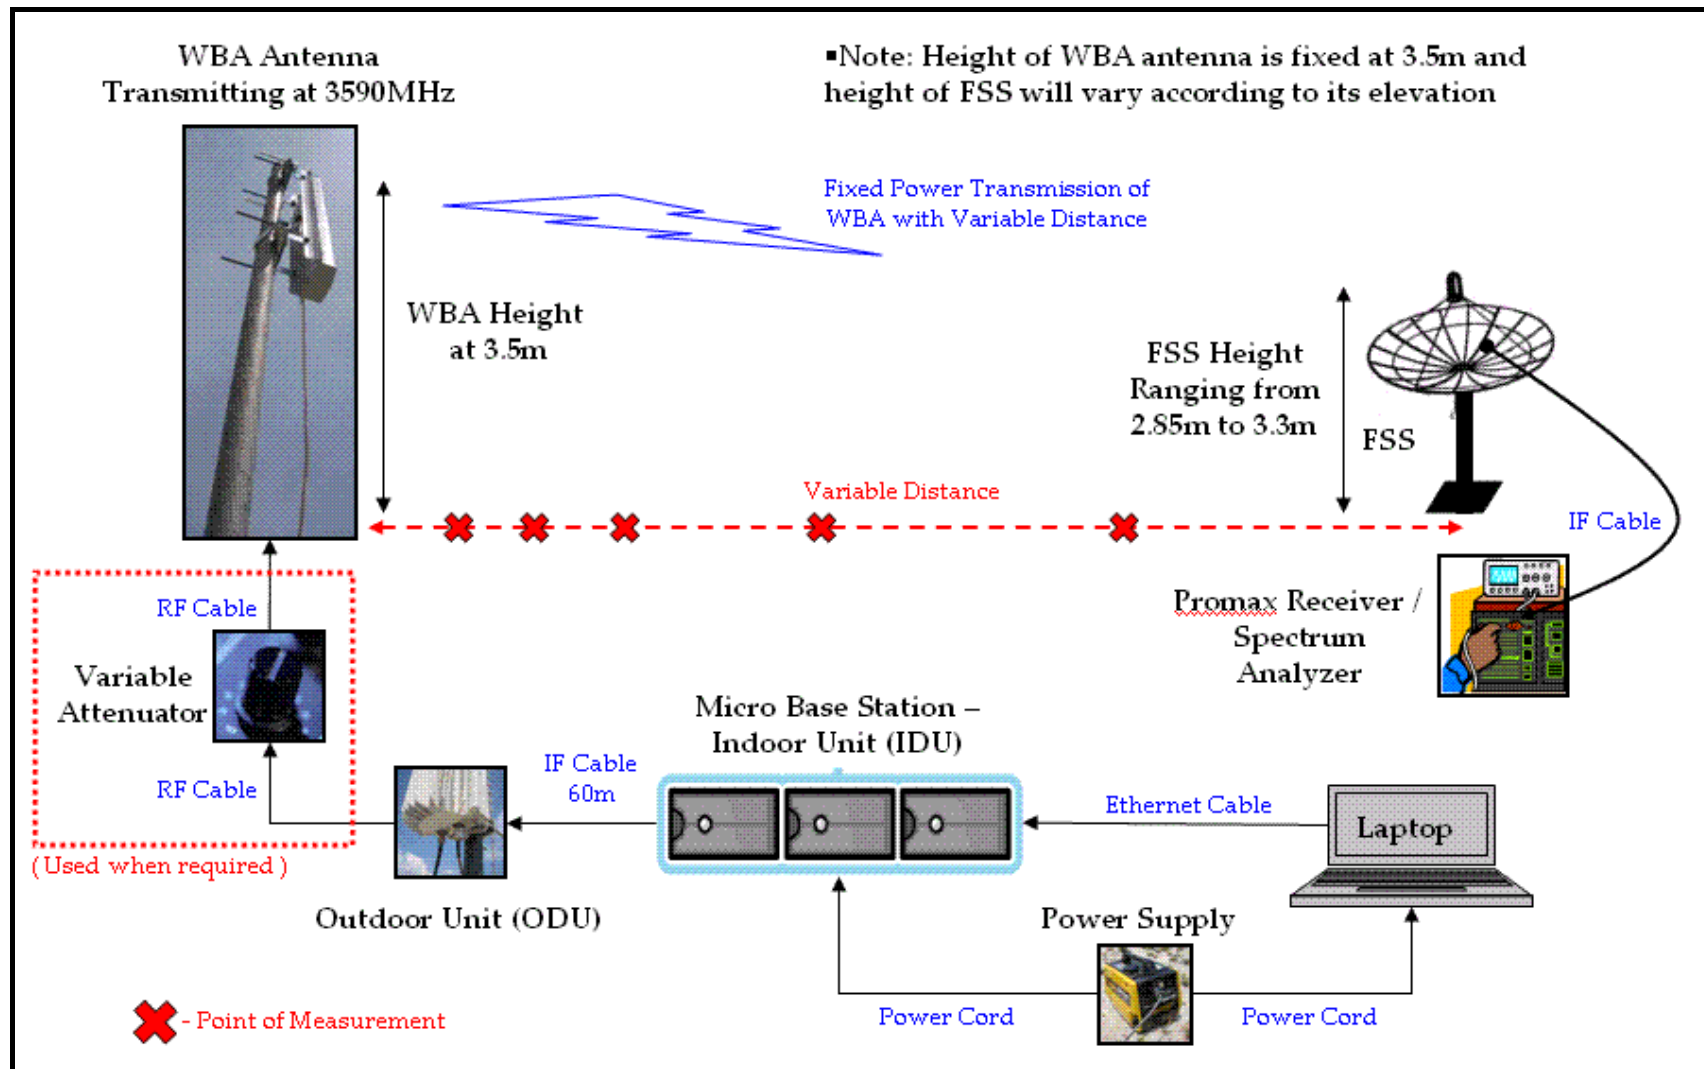 WBA Antenna
Transmitting at 3590MHz
▪Note: Height of WBA antenna is fixed at 3.5m and
height of FSS will vary according to its elevation
Fixed Power Transmission of
WBA with Variable Distance
WBA Height
at 3.5m
FSS Height
Ranging from
2.85m to 3.3m
FSS
Variable Distance
IF Cable
RF Cable
Variable
Attenuator
RF Cable
( Used when required )
Promax Receiver /
Spectrum
Analyzer
Micro Base Station –
Indoor Unit (IDU)
IF Cable
60m
Ethernet Cable
Laptop
Outdoor Unit (ODU)
Power Supply
Power Cord
Power Cord
- Point of Measurement